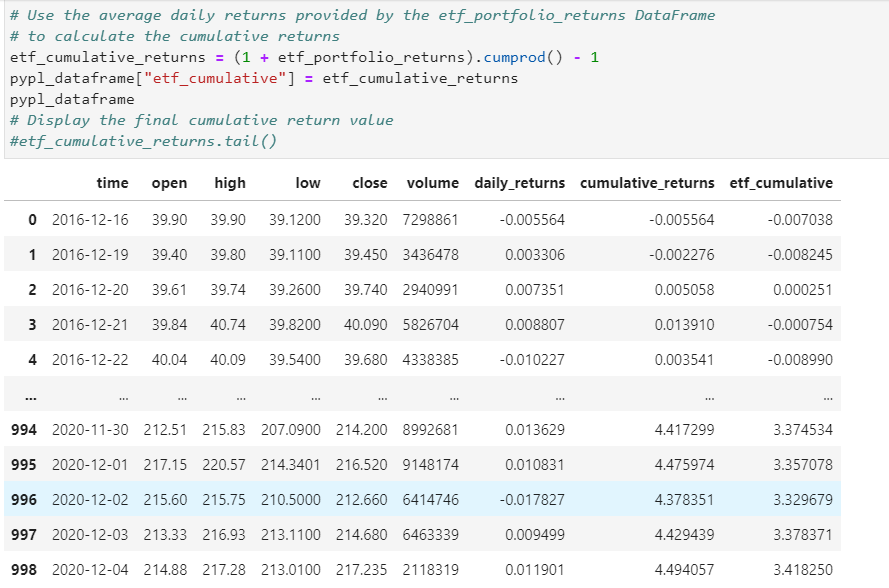 # Use the average daily returns provided by the etf_portfolio_returns DataFrame
# to calculate the cumulative returns
etf_cumulative_returns = (1 + etf_portfolio_returns).cumprod() - 1
pypl_dataframe["etf_cumulative"] = etf_cumulative_returns
pypl_dataframe
# Display the final cumulative return value
#etf_cumulative_returns.tail()
time open high low close volume daily_returns cumulative_returns etf_cumulative
0 2016-12-16 39.90 39.90 39.1200 39.320 7298861 -0.005564 -0.005564 -0.007038
1 2016-12-19 39.40 39.80 39.1100 39.450 3436478 0.003306 -0.002276 -0.008245
2 2016-12-20 39.61 39.74 39.2600 39.740 2940991 0.007351 0.005058 0.000251
3 2016-12-21 39.84 40.74 39.8200 40.090 5826704 0.008807 0.013910 -0.000754
4 2016-12-22 40.04 40.09 39.5400 39.680 4338385 -0.010227 0.003541 -0.008990
... ... ... ... ... ... ... ... ... ...
994 2020-11-30 212.51 215.83 207.0900 214.200 8992681 0.013629 4.417299 3.374534
995 2020-12-01 217.15 220.57 214.3401 216.520 9148174 0.010831 4.475974 3.357078
996 2020-12-02 215.60 215.75 210.5000 212.660 6414746 -0.017827 4.378351 3.329679
997 2020-12-03 213.33 216.93 213.1100 214.680 6463339 0.009499 4.429439 3.378371
998 2020-12-04 214.88 217.28 213.0100 217.235 2118319 0.011901 4.494057 3.418250